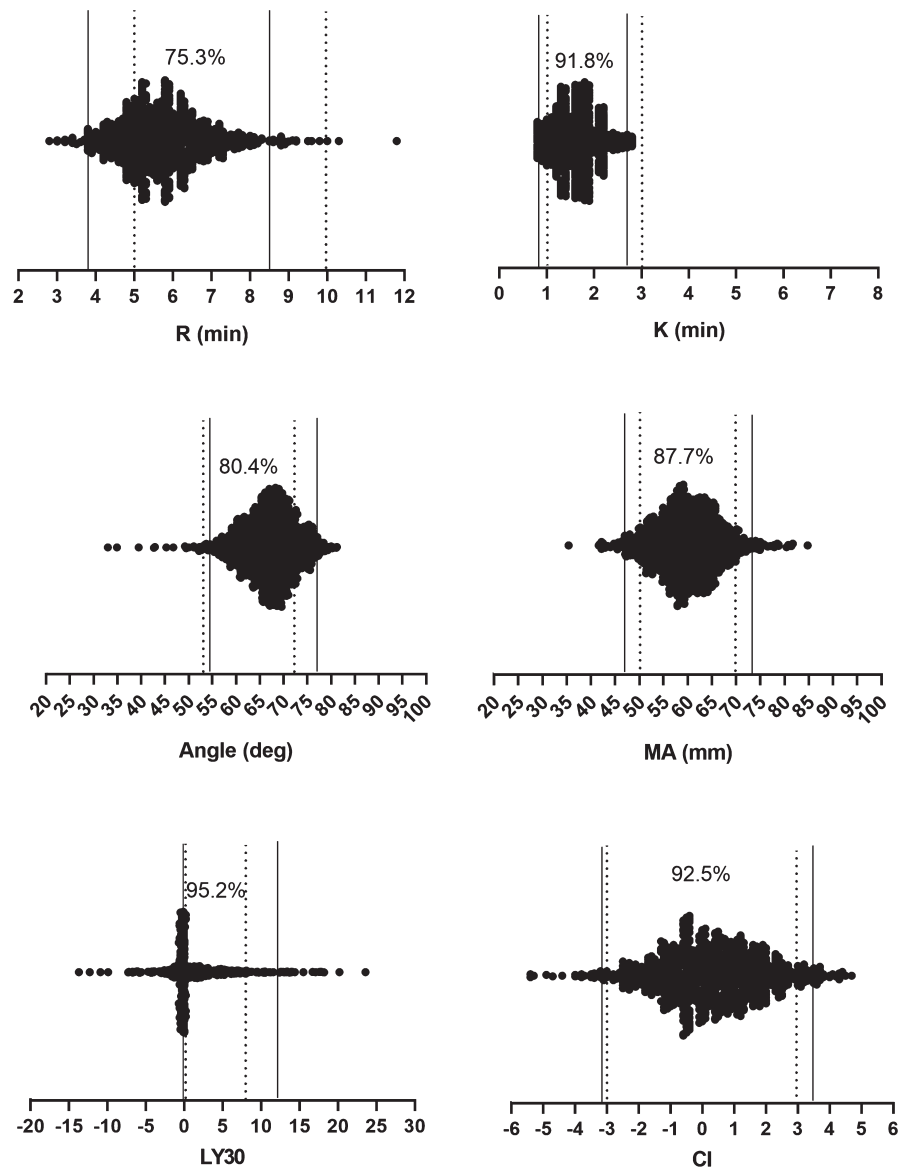 75.3%
2 3 4 5 6 7 8 9 10 11 12
R (min)
91.8%
0 1 2 3 4 5 6 7 8
K (min)
80.4%
20 25 30 35 40 45 50 55 60 65 70 75 80 85 90 95 100
Angle (deg)
87.7%
20 25 30 35 40 45 50 55 60 65 70 75 80 85 90 95 100
MA (mm)
95.2%
-20 -15 -10 -5 0 5 10 15 20 25 30
LY30
92.5%
-6 -5 -4 -3 -2 -1 0 1 2 3 4 5 6
CI